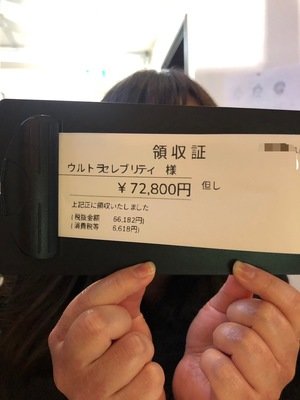 領収証
ウルトラセレブリティ 様
￥72,800円 但し
上記正に領収いたしました
(税抜金額 66,182円)
(消費税等 6,618円)